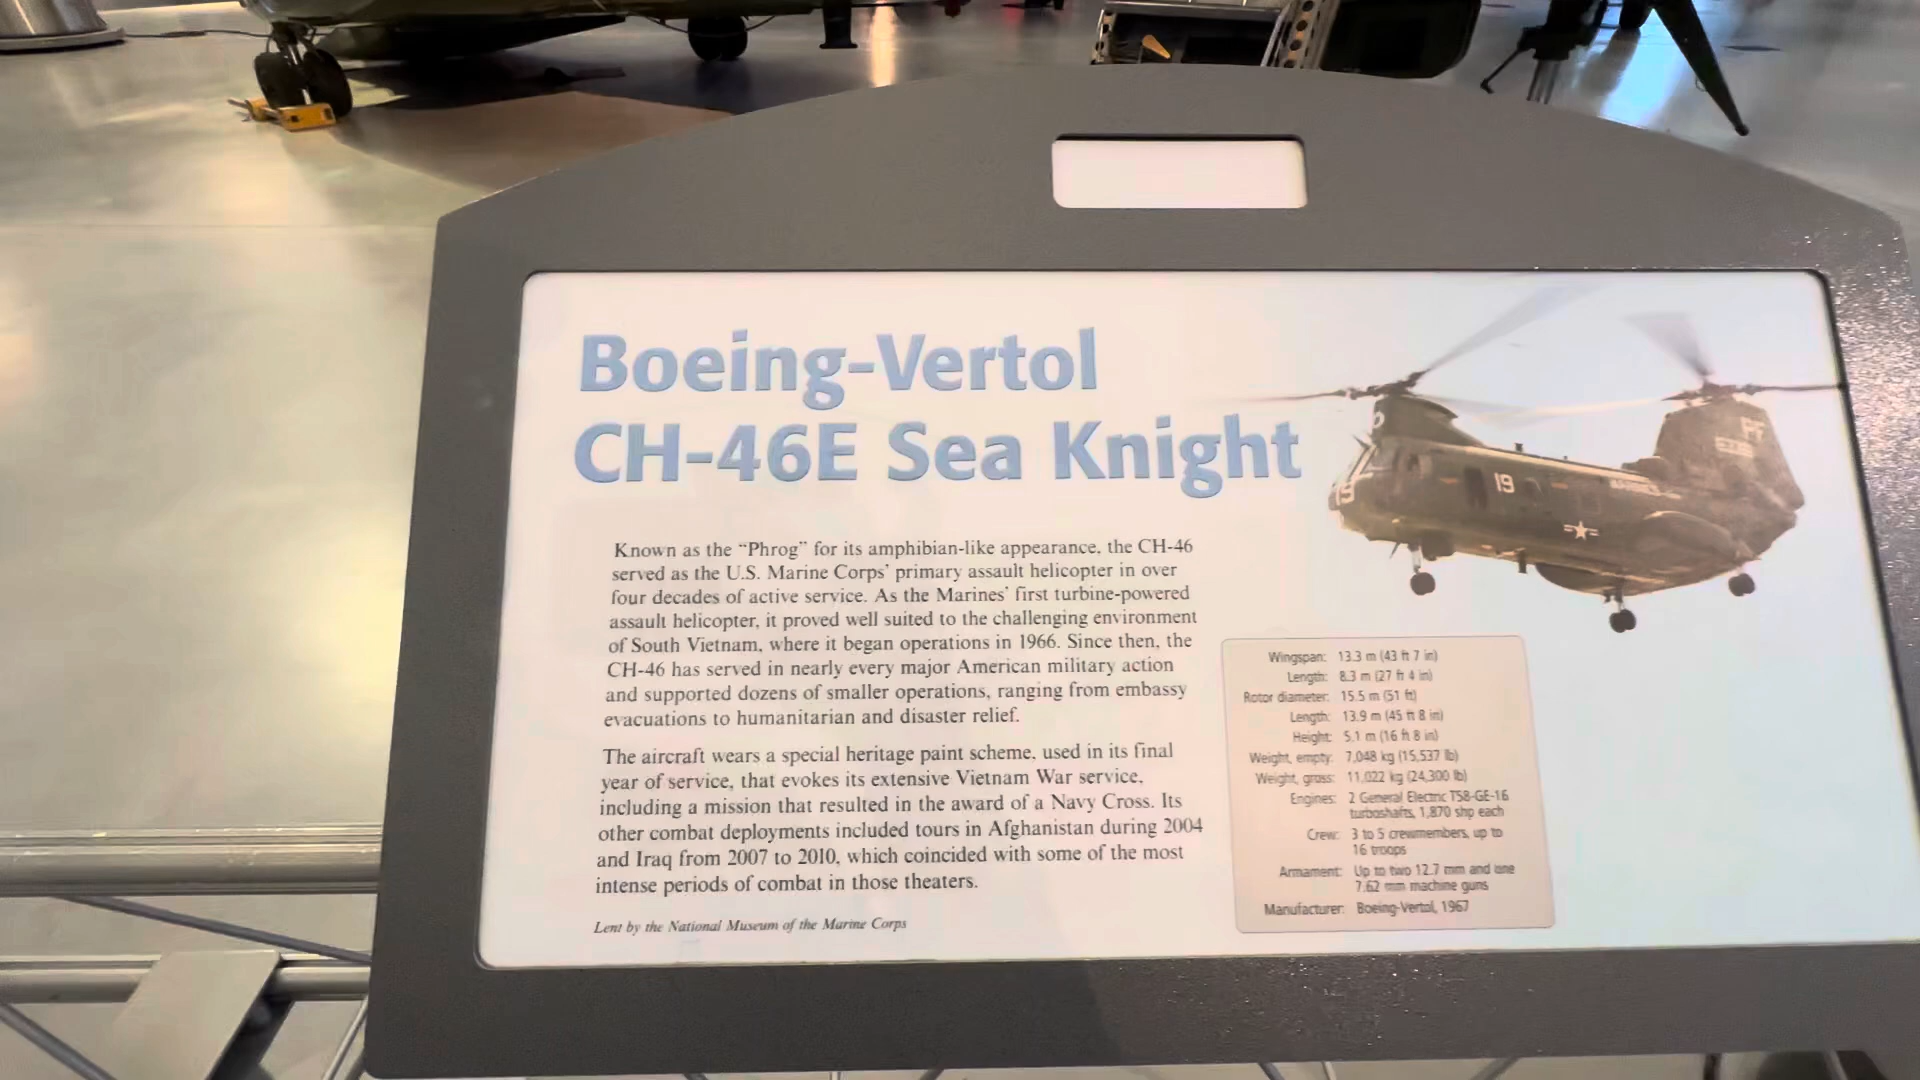 Boeing-Vertol
CH-46E Sea Knight
Known as the “Phrog” for its amphibian-like appearance, the CH-46
served as the U.S. Marine Corps’ primary assault helicopter in over
four decades of active service. As the Marines’ first turbine-powered
assault helicopter, it proved well suited to the challenging environment
of South Vietnam, where it began operations in 1966. Since then, the
CH-46 has served in nearly every major American military action
and supported dozens of smaller operations, ranging from embassy
evacuations to humanitarian and disaster relief.
The aircraft wears a special heritage paint scheme, used in its final
year of service, that evokes its extensive Vietnam War service,
including a mission that resulted in the award of a Navy Cross. Its
other combat deployments included tours in Afghanistan during 2004
and Iraq from 2007 to 2010, which coincided with some of the most
intense periods of combat in those theaters.
Lent by the National Museum of the Marine Corps
19
19
PF
MARINES
Wingspan: 13.3 m (43 ft 7 in)
Length: 8.3 m (27 ft 4 in)
Rotor diameter: 15.5 m (51 ft)
Length: 13.9 m (45 ft 8 in)
Height: 5.1 m (16 ft 8 in)
Weight, empty: 7,048 kg (15,537 lb)
Weight, gross: 11,022 kg (24,300 lb)
Engines: 2 General Electric T58-GE-16
turboshafts, 1,870 shp each
Crew: 3 to 5 crewmembers, up to
16 troops
Armament: Up to two 12.7 mm and one
7.62 mm machine guns
Manufacturer: Boeing-Vertol, 1967